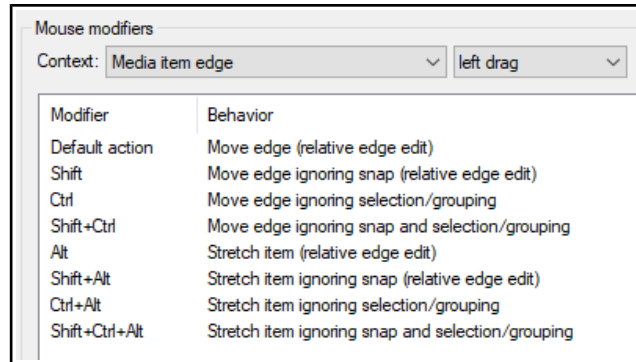 Mouse modifiers
Context: Media item edge left drag
Modifier Behavior
Default action Move edge (relative edge edit)
Shift Move edge ignoring snap (relative edge edit)
Ctrl Move edge ignoring selection/grouping
Shift+Ctrl Move edge ignoring snap and selection/grouping
Alt Stretch item (relative edge edit)
Shift+Alt Stretch item ignoring snap (relative edge edit)
Ctrl+Alt Stretch item ignoring selection/grouping
Shift+Ctrl+Alt Stretch item ignoring snap and selection/grouping